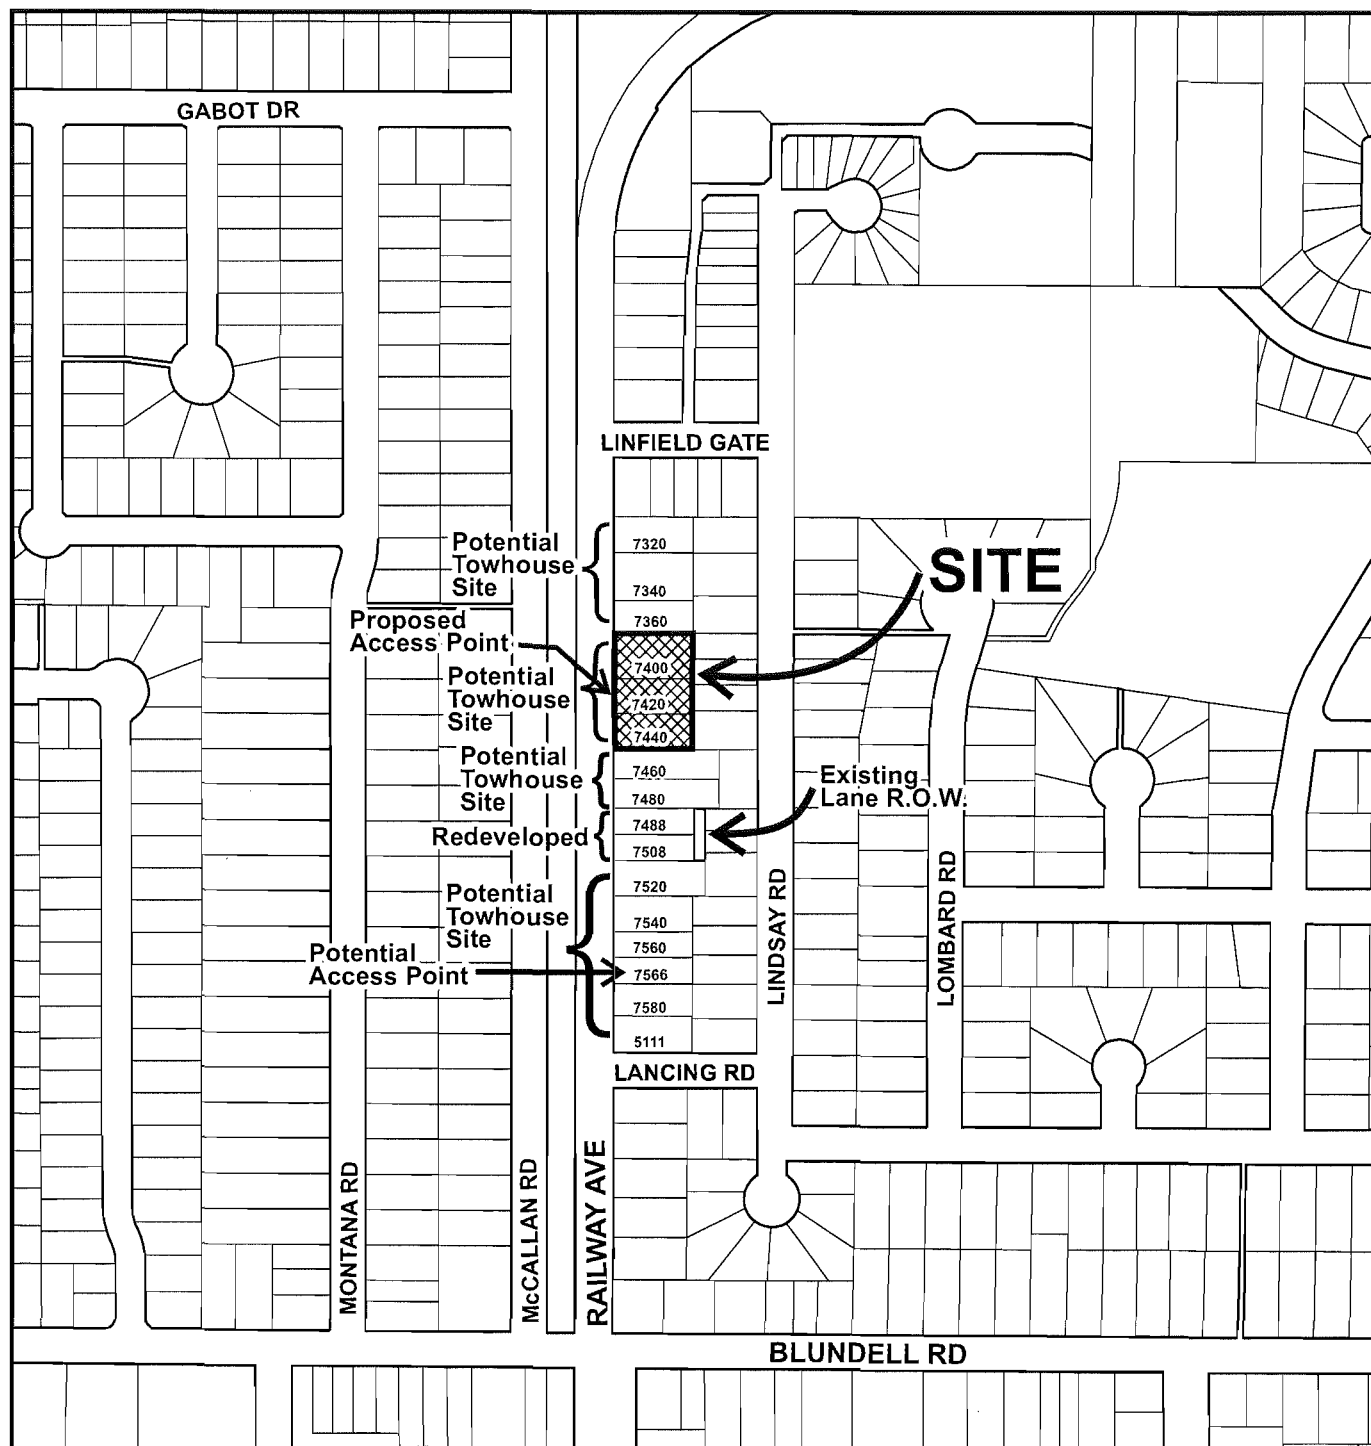 GABOT DR
LINFIELD GATE
Potential
Towhouse
Site
7320
7340
7360
SITE
Proposed
Access Point
7400
7420
7440
Potential
Towhouse
Site
Potential
Towhouse
Site
7460
7480
Existing
Lane R.O.W.
Redeveloped
7488
7508
Potential
Towhouse
Site
7520
7540
7560
7566
7580
5111
Potential
Access Point
LINDSAY RD
LOMBARD RD
LANCING RD
MONTANA RD
McCALLAN RD
RAILWAY AVE
BLUNDELL RD